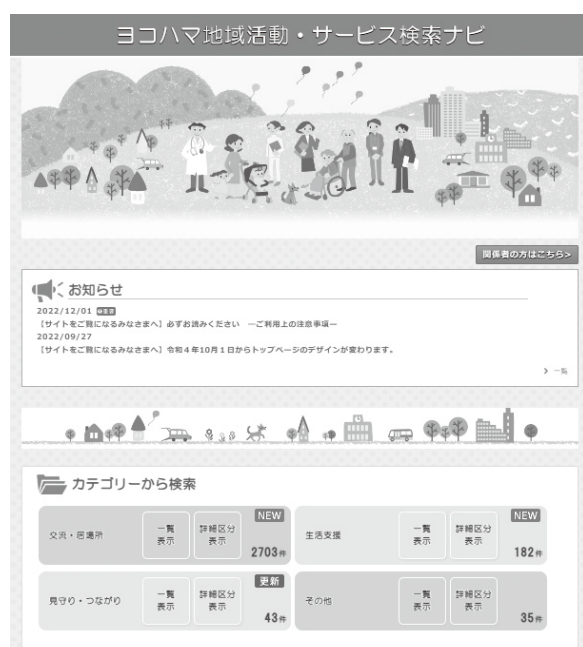 ヨコハマ地域活動・サービス検索ナビ
関係者の方はこちら>
お知らせ
2022/12/01
【サイトをご覧になるみなさまへ】必ずお読みください ―ご利用上の注意事項―
2022/09/27
【サイトをご覧になるみなさまへ】令和4年10月1日からトップページのデザインが変わります。
> 一覧
カテゴリーから検索
交流・居場所
一覧
表示
詳細区分
表示
NEW
2703件
生活支援
一覧
表示
詳細区分
表示
NEW
182件
見守り・つながり
一覧
表示
詳細区分
表示
更新
43件
その他
一覧
表示
詳細区分
表示
35件